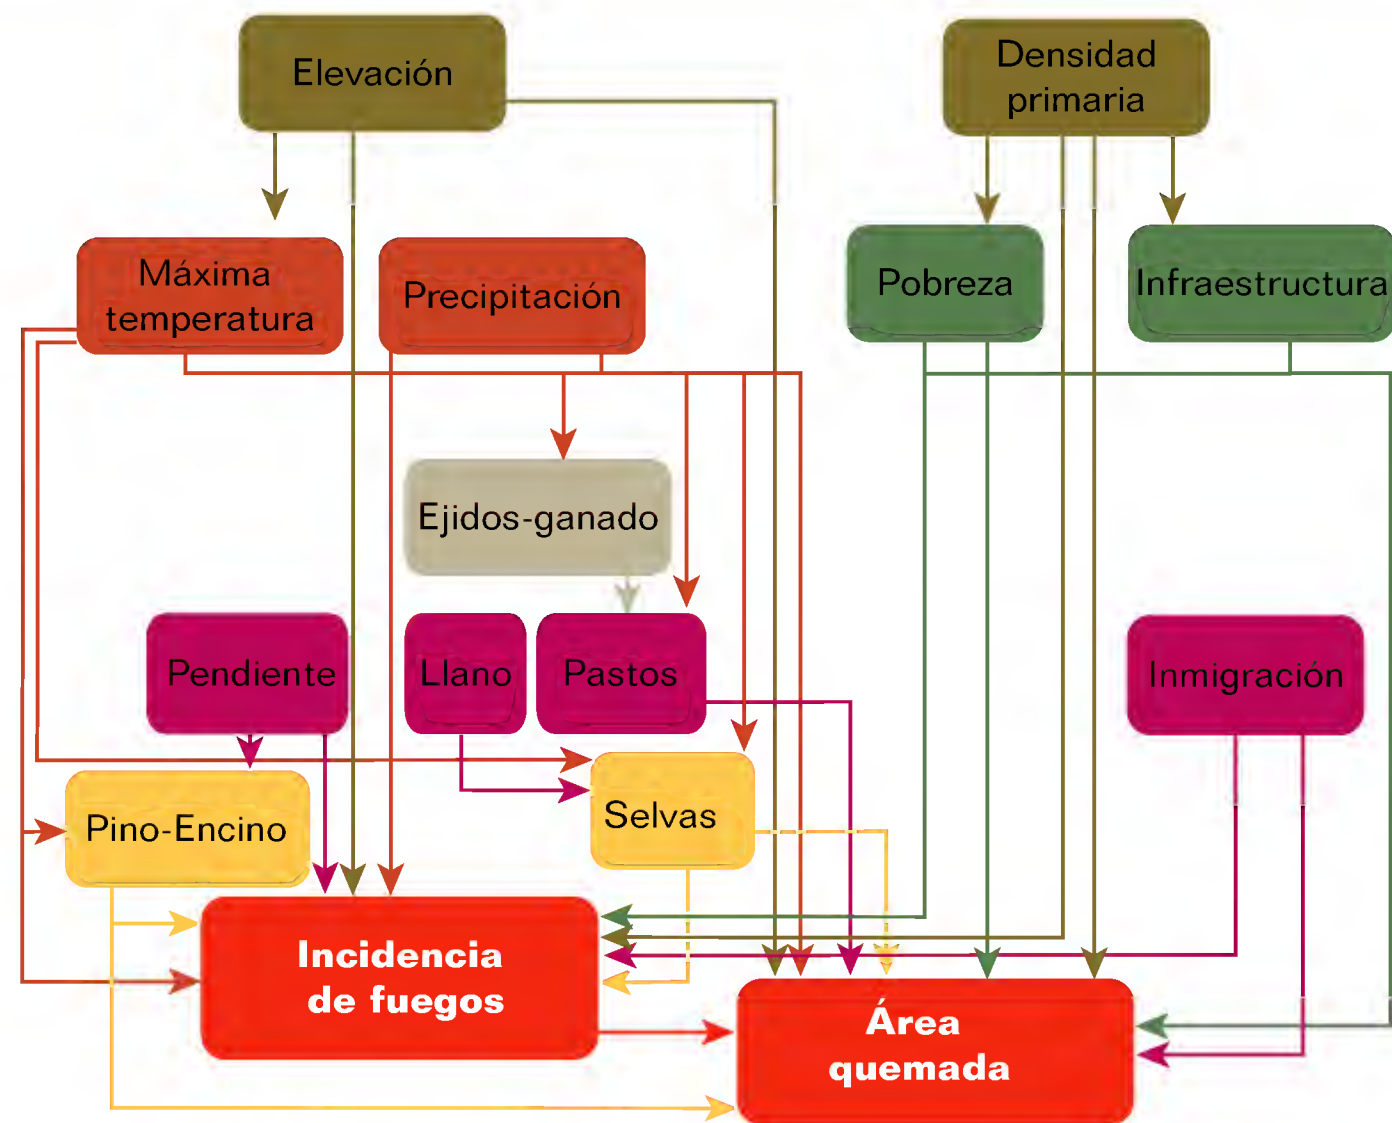 Elevación
Densidad
primaria
Máxima
temperatura
Precipitación
Pobreza
Infraestructura
Ejidos-ganado
Pendiente
Llano
Pastos
Inmigración
Pino-Encino
Selvas
Incidencia
de fuegos
Área
quemada